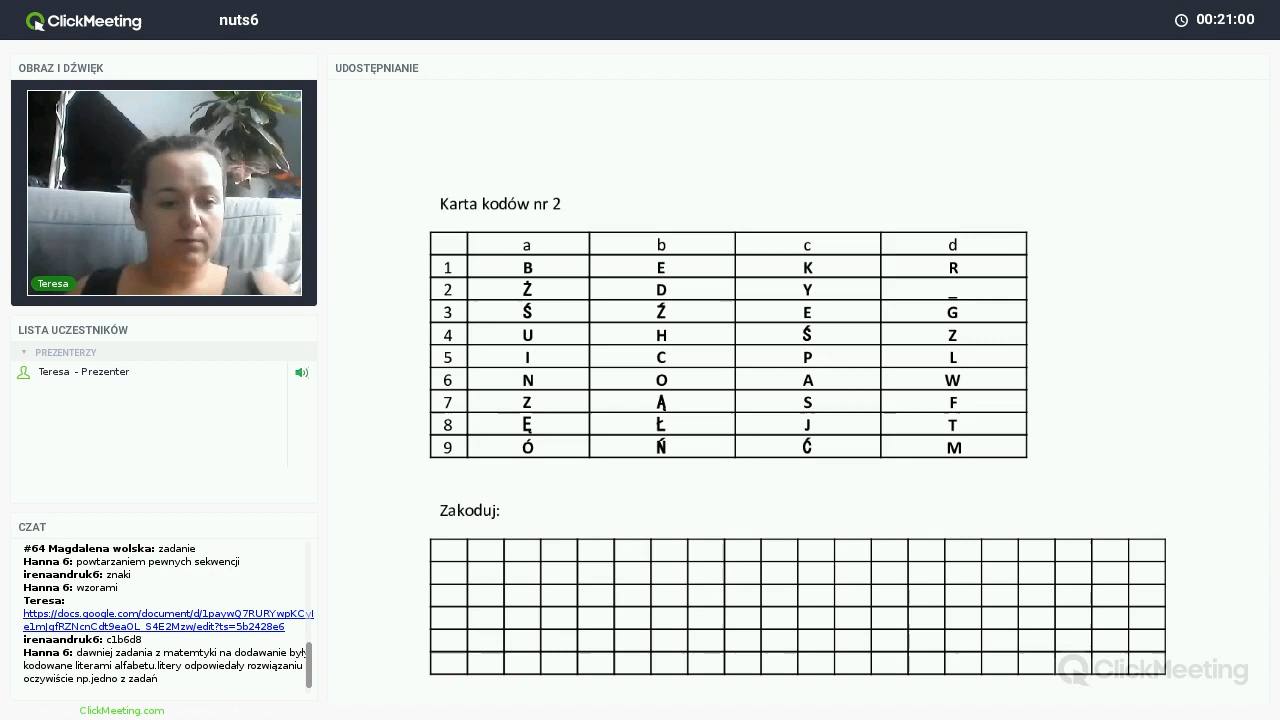 ClickMeeting
nuts6
00:21:00
OBRAZ I DŹWIĘK
Teresa
LISTA UCZESTNIKÓW
PREZENTERZY
Teresa - Prezenter
CZAT
#64 Magdalena wolska: zadanie
Hanna 6: powtarzaniem pewnych sekwencji
irenaandruk6: znaki
Hanna 6: wzorami
Teresa:
irenaandruk6: c1b6d8
Hanna 6: dawniej zadania z matemtyki na dodawanie były
kodowane literami alfabetu.litery odpowiedały rozwiązaniu
oczywiście np.jedno z zadań
ClickMeeting.com
UDOSTĘPNIANIE
Karta kodów nr 2
a b c d
1 B E K R
2 Ż D Y _
3 Ś Ź E G
4 U H Ś Z
5 I C P L
6 N O A W
7 Z Ą S F
8 Ę Ł J T
9 Ó Ń Ć M
Zakoduj:
ClickMeeting